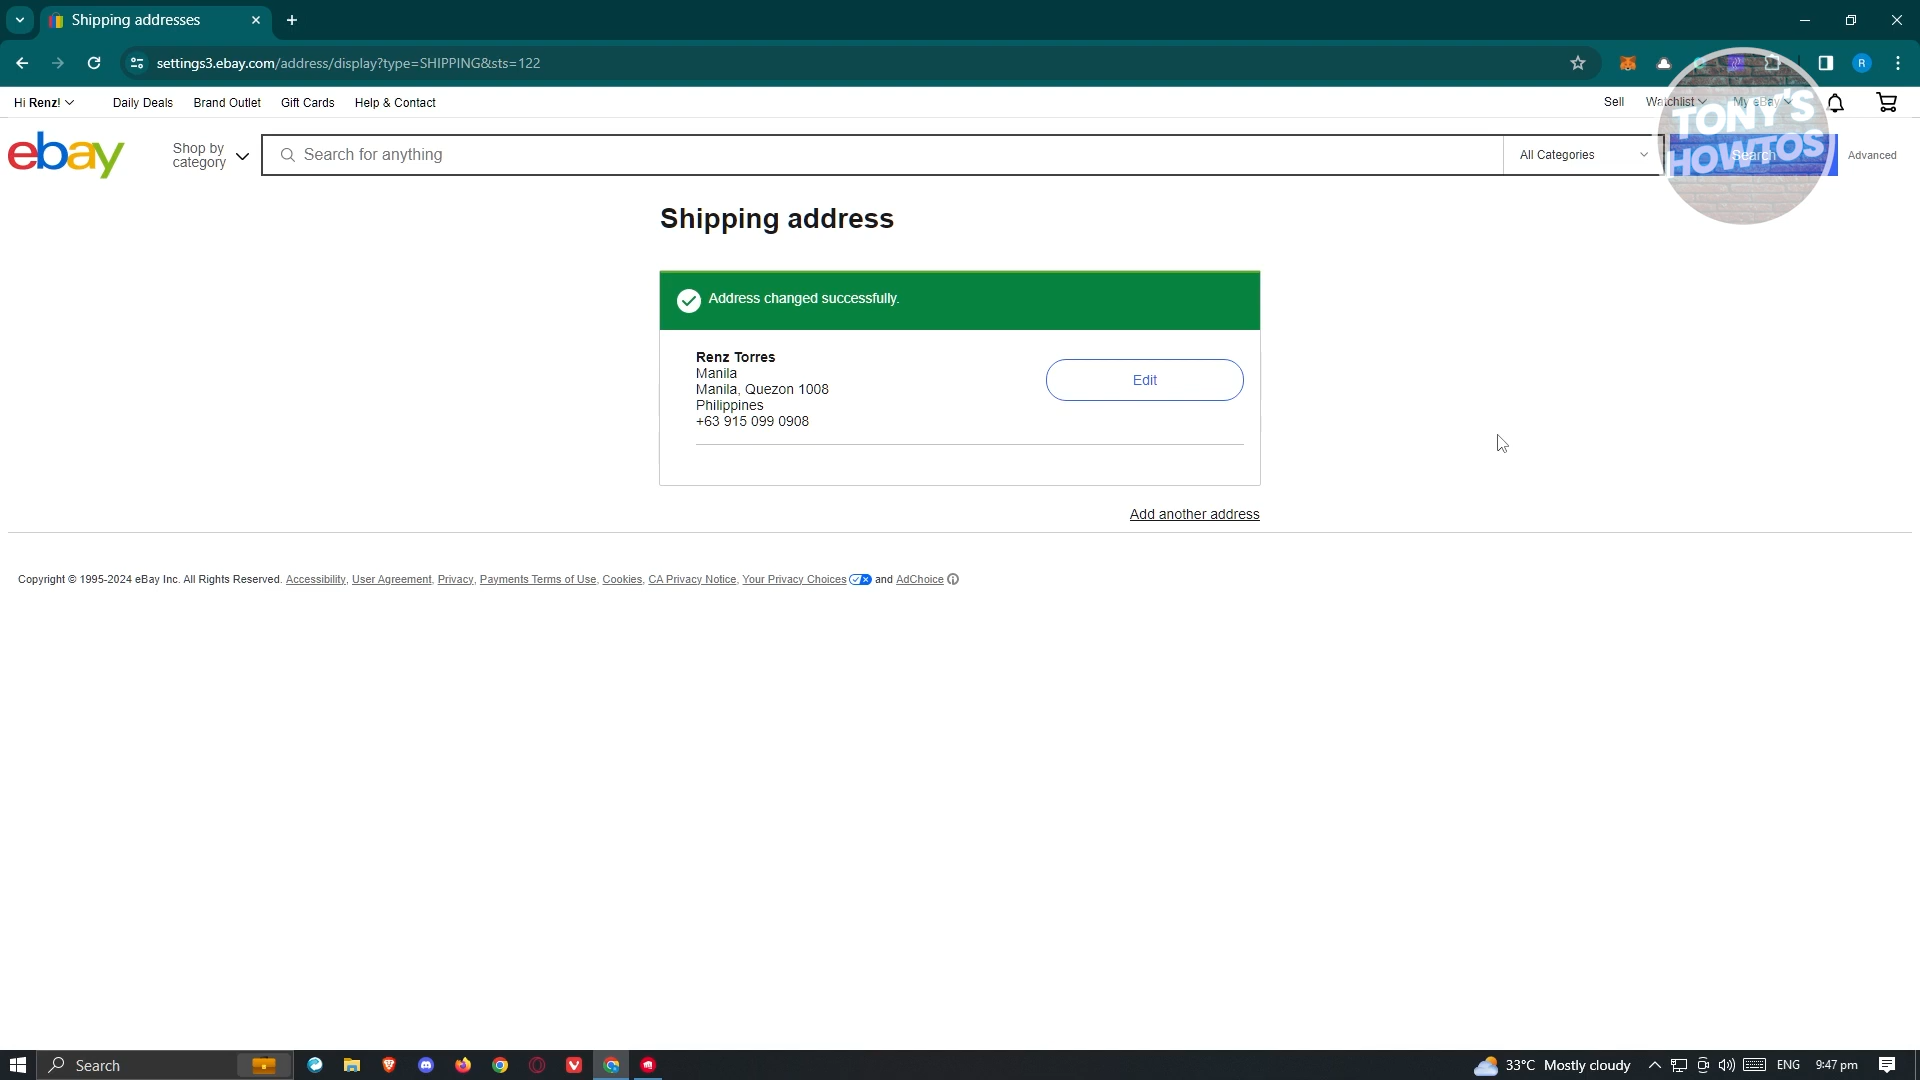 Shipping addresses
settings3.ebay.com/address/display?type=SHIPPING&sts=122
R
Hi Renz!
Daily Deals
Brand Outlet
Gift Cards
Help & Contact
Sell
Watchlist
My eBay
ebay
Shop by
category
Search for anything
All Categories
Search
Advanced
TONY'S
HOWTOS
Shipping address
Address changed successfully.
Renz Torres
Manila
Manila, Quezon 1008
Philippines
+63 915 099 0908
Edit
Add another address
Copyright © 1995-2024 eBay Inc. All Rights Reserved. Accessibility, User Agreement, Privacy, Payments Terms of Use, Cookies, CA Privacy Notice, Your Privacy Choices and AdChoice
Search
33°C Mostly cloudy
ENG
9:47 pm